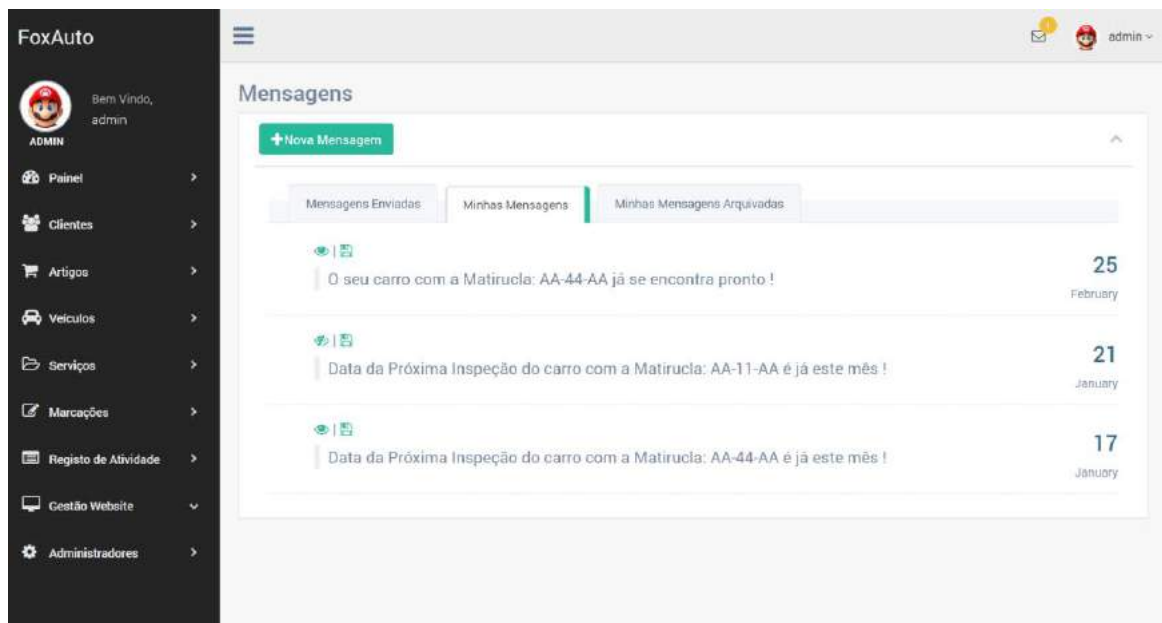 FoxAuto
admin
Bem Vindo,
admin
ADMIN
Painel
Clientes
Artigos
Veículos
Serviços
Marcações
Registo de Atividade
Gestão Website
Administradores
Mensagens
Nova Mensagem
Mensagens Enviadas
Minhas Mensagens
Minhas Mensagens Arquivadas
O seu carro com a Matirucla: AA-44-AA já se encontra pronto !
25
February
Data da Próxima Inspeção do carro com a Matirucla: AA-11-AA é já este mês !
21
January
Data da Próxima Inspeção do carro com a Matirucla: AA-44-AA é já este mês !
17
January